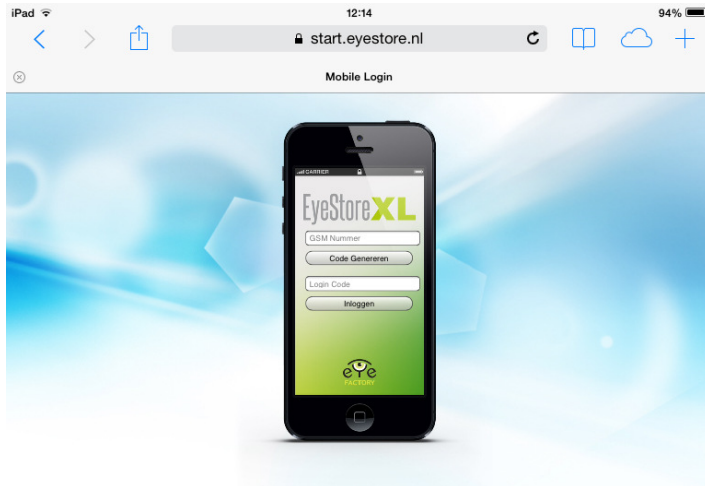 iPad 12:14 94%
start.eyestore.nl
Mobile Login
CARRIER
EyeStoreXL
GSM Nummer
Code Genereren
Login Code
Inloggen
eYe
FACTORY